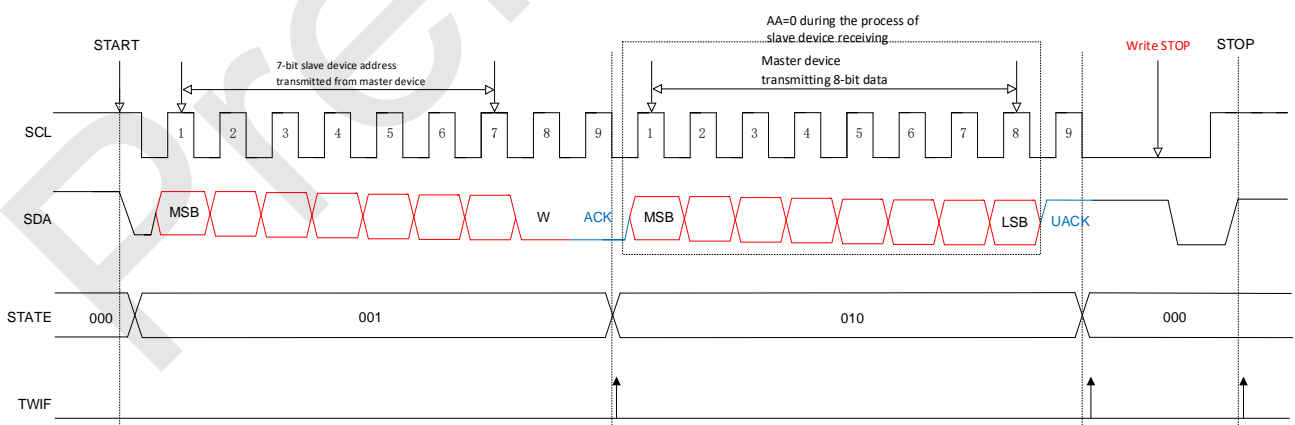 AA=0 during the process of
slave device receiving
START
Write STOP
STOP
7-bit slave device address
transmitted from master device
Master device
transmitting 8-bit data
SCL
1 2 3 4 5 6 7 8 9 1 2 3 4 5 6 7 8 9
SDA
MSB W ACK MSB LSB UACK
STATE
000 001 010 000
TWIF
Pre